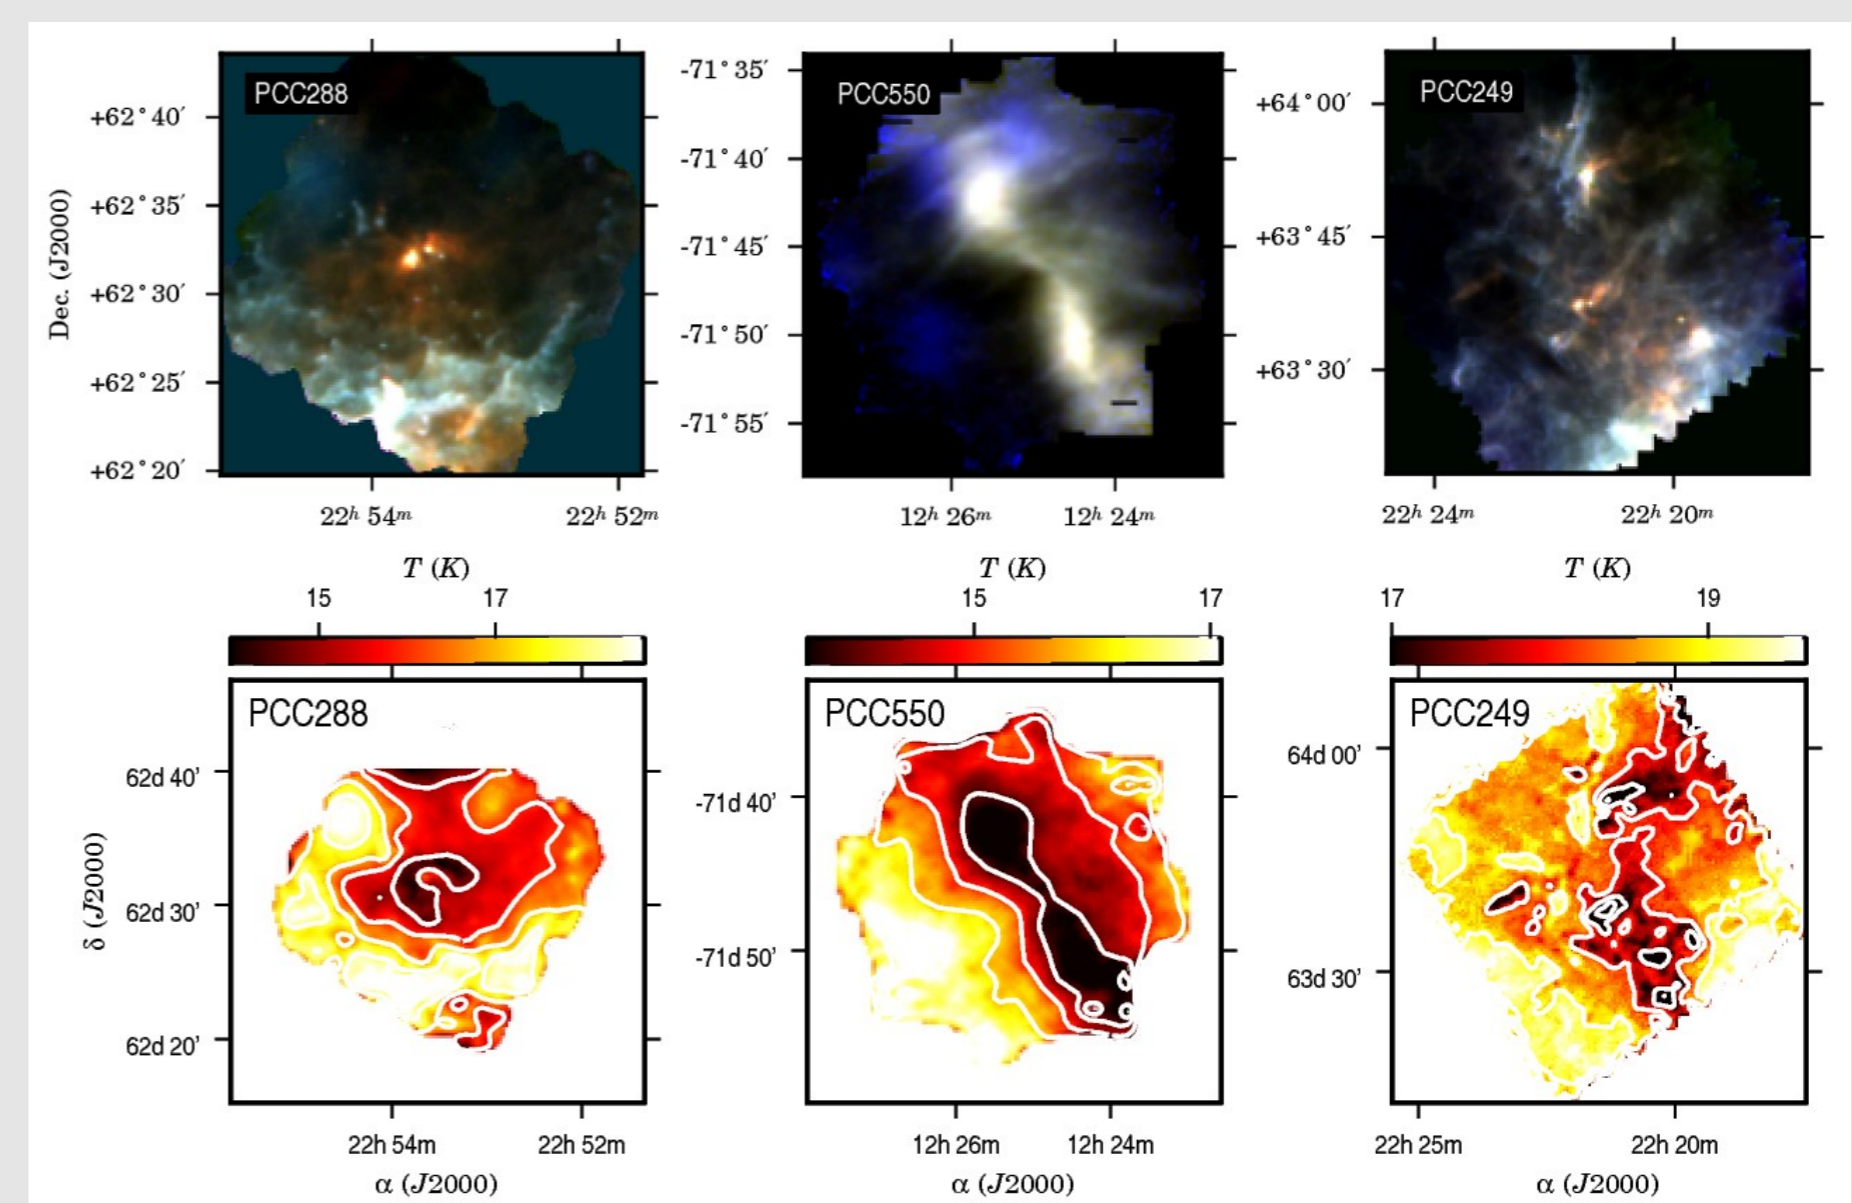 PCC288
PCC550
PCC249
Dec. (J2000)
+62°40′
+62°35′
+62°30′
+62°25′
+62°20′
-71°35′
-71°40′
-71°45′
-71°50′
-71°55′
+64°00′
+63°45′
+63°30′
22h 54m
22h 52m
12h 26m
12h 24m
22h 24m
22h 20m
T (K)
15
17
T (K)
15
17
T (K)
17
19
PCC288
PCC550
PCC249
δ (J2000)
62d 40'
62d 30'
62d 20'
-71d 40'
-71d 50'
64d 00'
63d 30'
22h 54m
22h 52m
12h 26m
12h 24m
22h 25m
22h 20m
α (J2000)
α (J2000)
α (J2000)